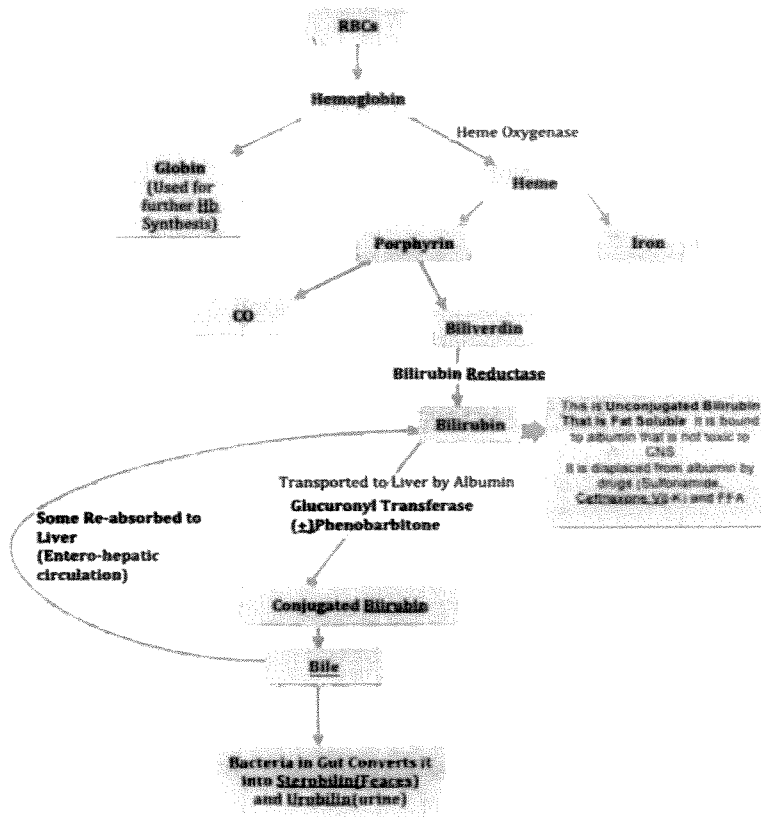 RBCs
Hemoglobin
Heme Oxygenase
Globin
(Used for
further Hb
Synthesis)
Heme
Porphyrin
Iron
CO
Biliverdin
Bilirubin Reductase
Bilirubin
This is Unconjugated Bilirubin
That is Fat Soluble it is bound
to albumin that is not toxic to
CNS
It is displaced from albumin by
drugs (Sulfonamide,
Ceftriaxone, Vit K) and FFA
Transported to Liver by Albumin
Glucuronyl Transferase
(+)Phenobarbitone
Some Re-absorbed to
Liver
(Entero-hepatic
circulation)
Conjugated Bilirubin
Bile
Bacteria in Gut Converts it
into Sterobilin(Feaces)
and Urobilin(urine)